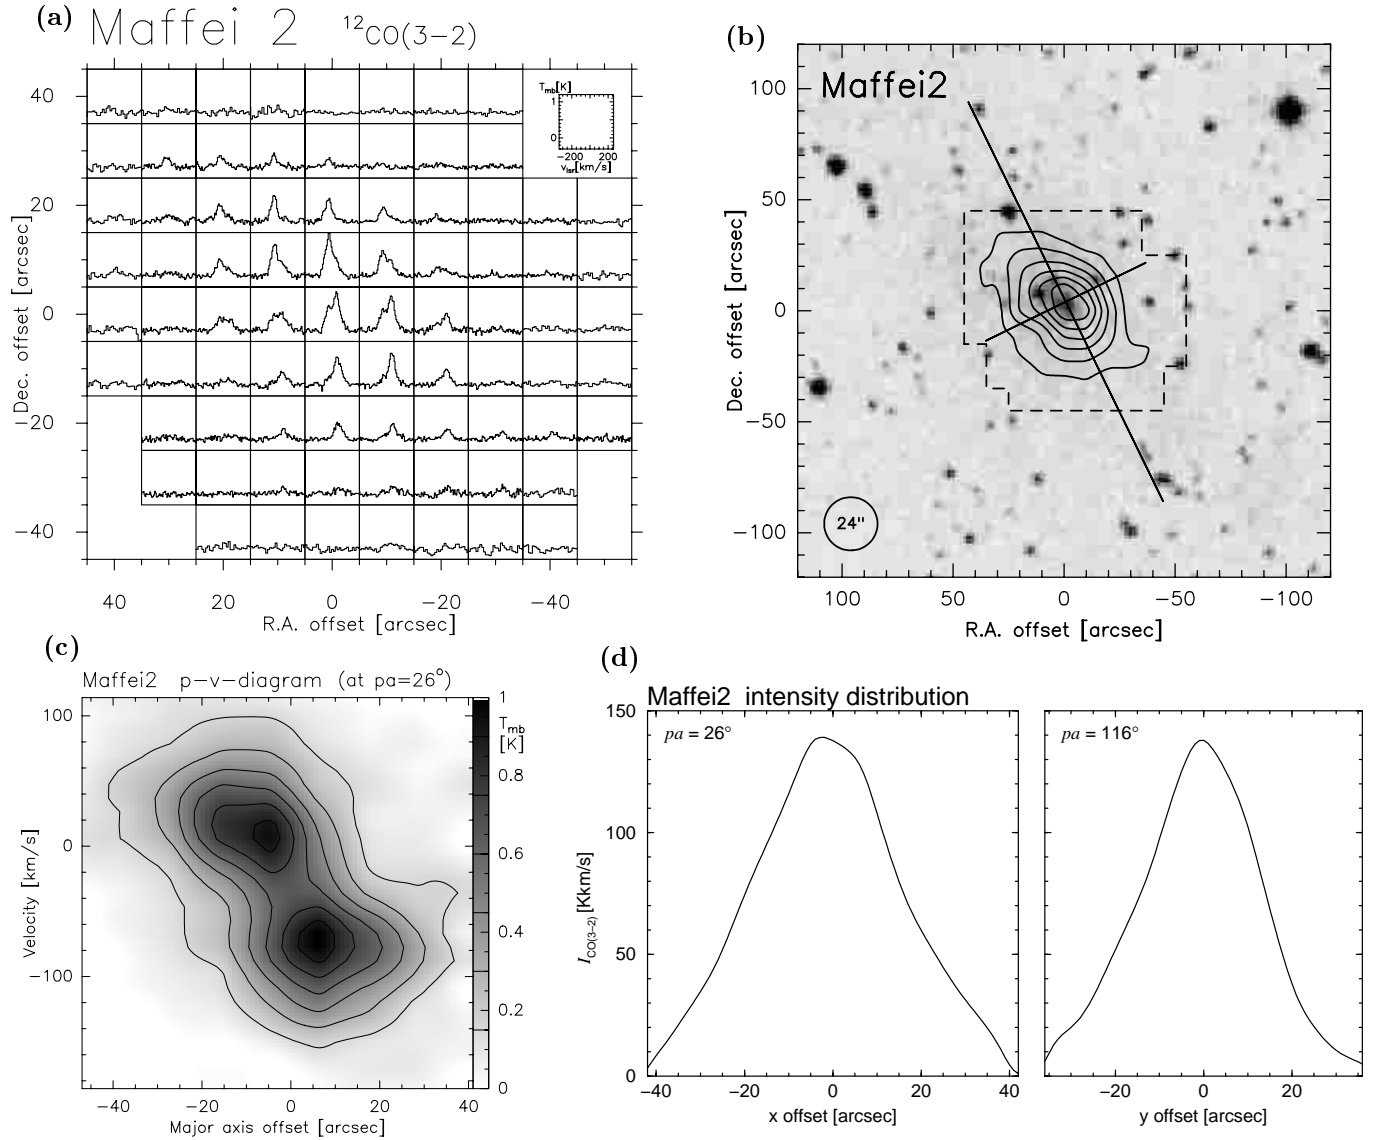 (a) Maffei 2 ¹²CO(3−2)
40
20
0
−20
−40
Dec. offset [arcsec]
T_mb [K]
1
0
−200 200
v_lsr [km/s]
40 20 0 −20 −40
R.A. offset [arcsec]
(b)
Maffei2
100
50
0
−50
−100
Dec. offset [arcsec]
24"
100 50 0 −50 −100
R.A. offset [arcsec]
(c)
Maffei2 p−v−diagram (at pa=26°)
100
0
−100
Velocity [km/s]
1
T_mb
[K]
0.8
0.6
0.4
0.2
0
−40 −20 0 20 40
Major axis offset [arcsec]
(d)
Maffei2 intensity distribution
pa = 26°
150
100
50
0
I_CO(3−2) [Kkm/s]
−40 −20 0 20 40
x offset [arcsec]
pa = 116°
−20 0 20
y offset [arcsec]